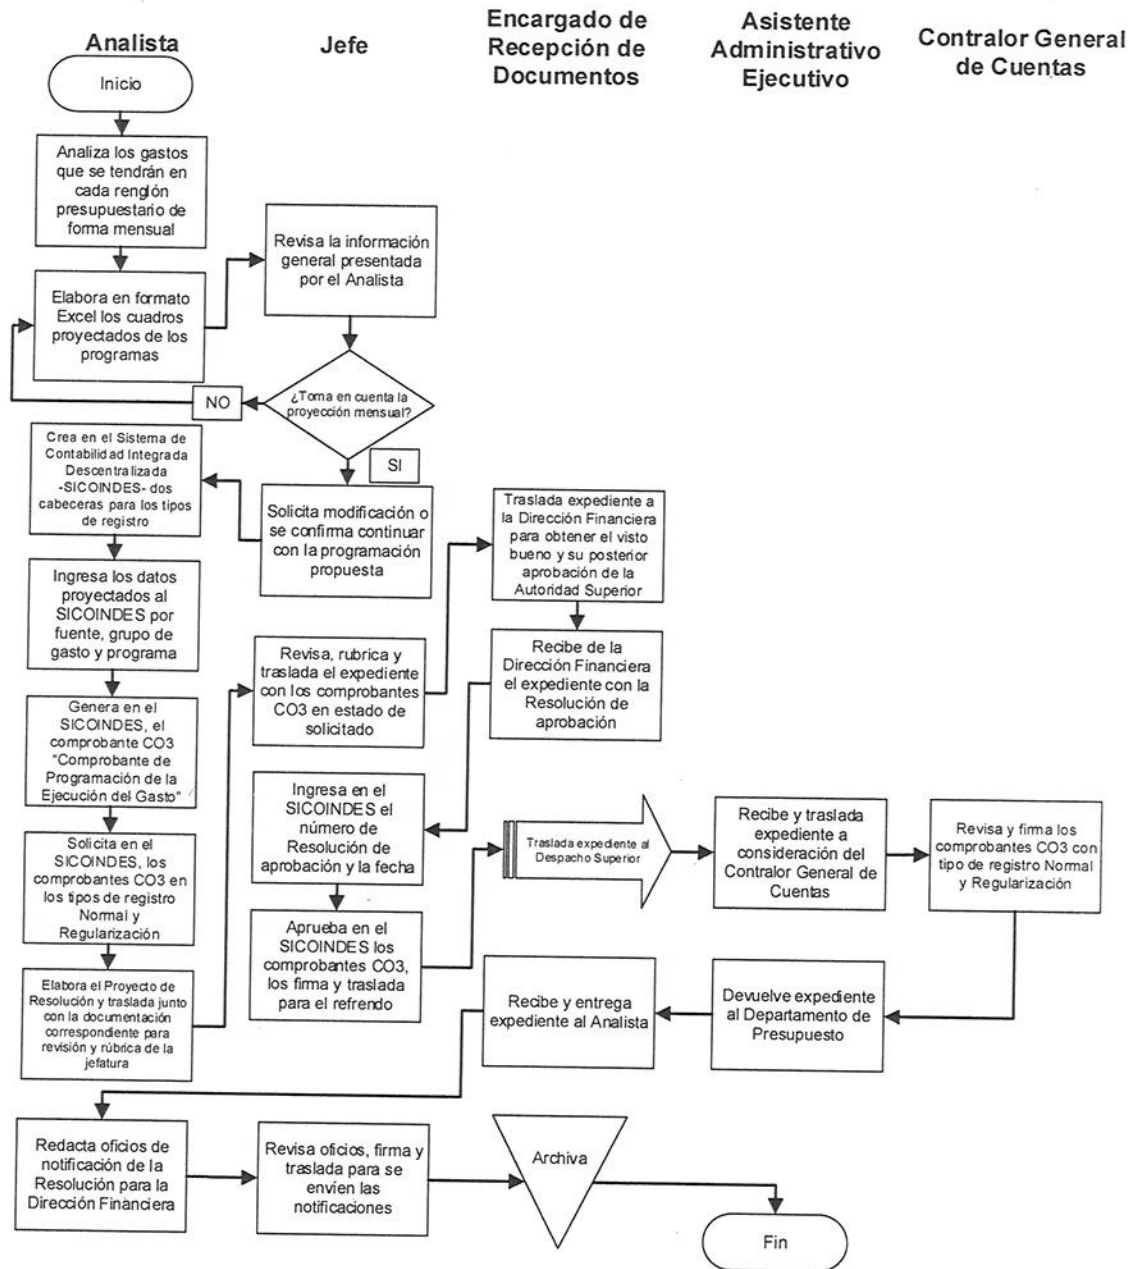 Analista
Jefe
Encargado de
Recepción de
Documentos
Asistente
Administrativo
Ejecutivo
Contralor General
de Cuentas
Inicio
Analiza los gastos
que se tendrán en
cada renglón
presupuestario de
forma mensual
Elabora en formato
Excel los cuadros
proyectados de los
programas
Revisa la información
general presentada
por el Analista
¿Toma en cuenta la
proyección mensual?
NO
SI
Solicita modificación o
se confirma continuar
con la programación
propuesta
Crea en el Sistema de
Contabilidad Integrada
Descentralizada
-SICOINDES- dos
cabeceras para los tipos
de registro
Ingresa los datos
proyectados al
SICOINDES por
fuente, grupo de
gasto y programa
Genera en el
SICOINDES, el
comprobante CO3
"Comprobante de
Programación de la
Ejecución del Gasto"
Solicita en el
SICOINDES, los
comprobantes CO3 en
los tipos de registro
Normal y
Regularización
Elabora el Proyecto de
Resolución y traslada junto
con la documentación
correspondiente para
revisión y rúbrica de la
jefatura
Revisa, rubrica y
traslada el expediente
con los comprobantes
CO3 en estado de
solicitado
Traslada expediente a
la Dirección Financiera
para obtener el visto
bueno y su posterior
aprobación de la
Autoridad Superior
Recibe de la
Dirección Financiera
el expediente con la
Resolución de
aprobación
Ingresa en el
SICOINDES el
número de
Resolución de
aprobación y la fecha
Aprueba en el
SICOINDES los
comprobantes CO3,
los firma y traslada
para el refrendo
Traslada expediente al
Despacho Superior
Recibe y traslada
expediente a
consideración del
Contralor General de
Cuentas
Revisa y firma los
comprobantes CO3 con
tipo de registro Normal
y Regularización
Devuelve expediente
al Departamento de
Presupuesto
Recibe y entrega
expediente al Analista
Redacta oficios de
notificación de la
Resolución para la
Dirección Financiera
Revisa oficios, firma y
traslada para se
envíen las
notificaciones
Archiva
Fin